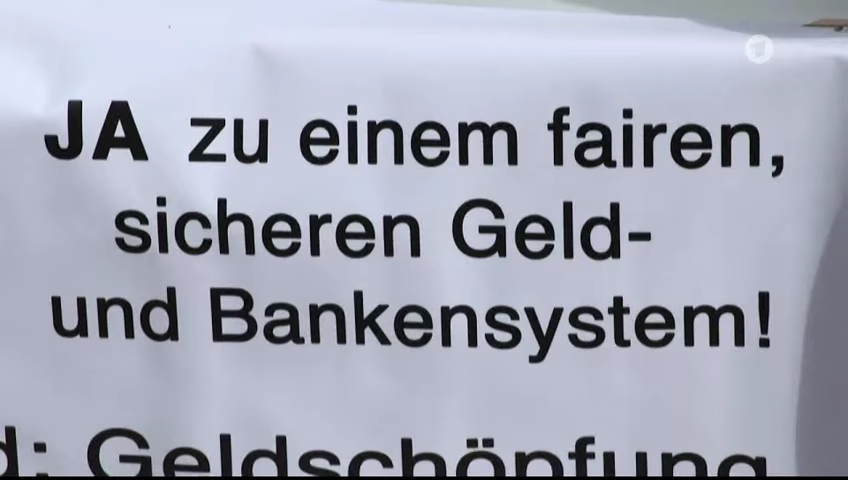 JA zu einem fairen,
sicheren Geld-
und Bankensystem!
d: Geldschöpfung